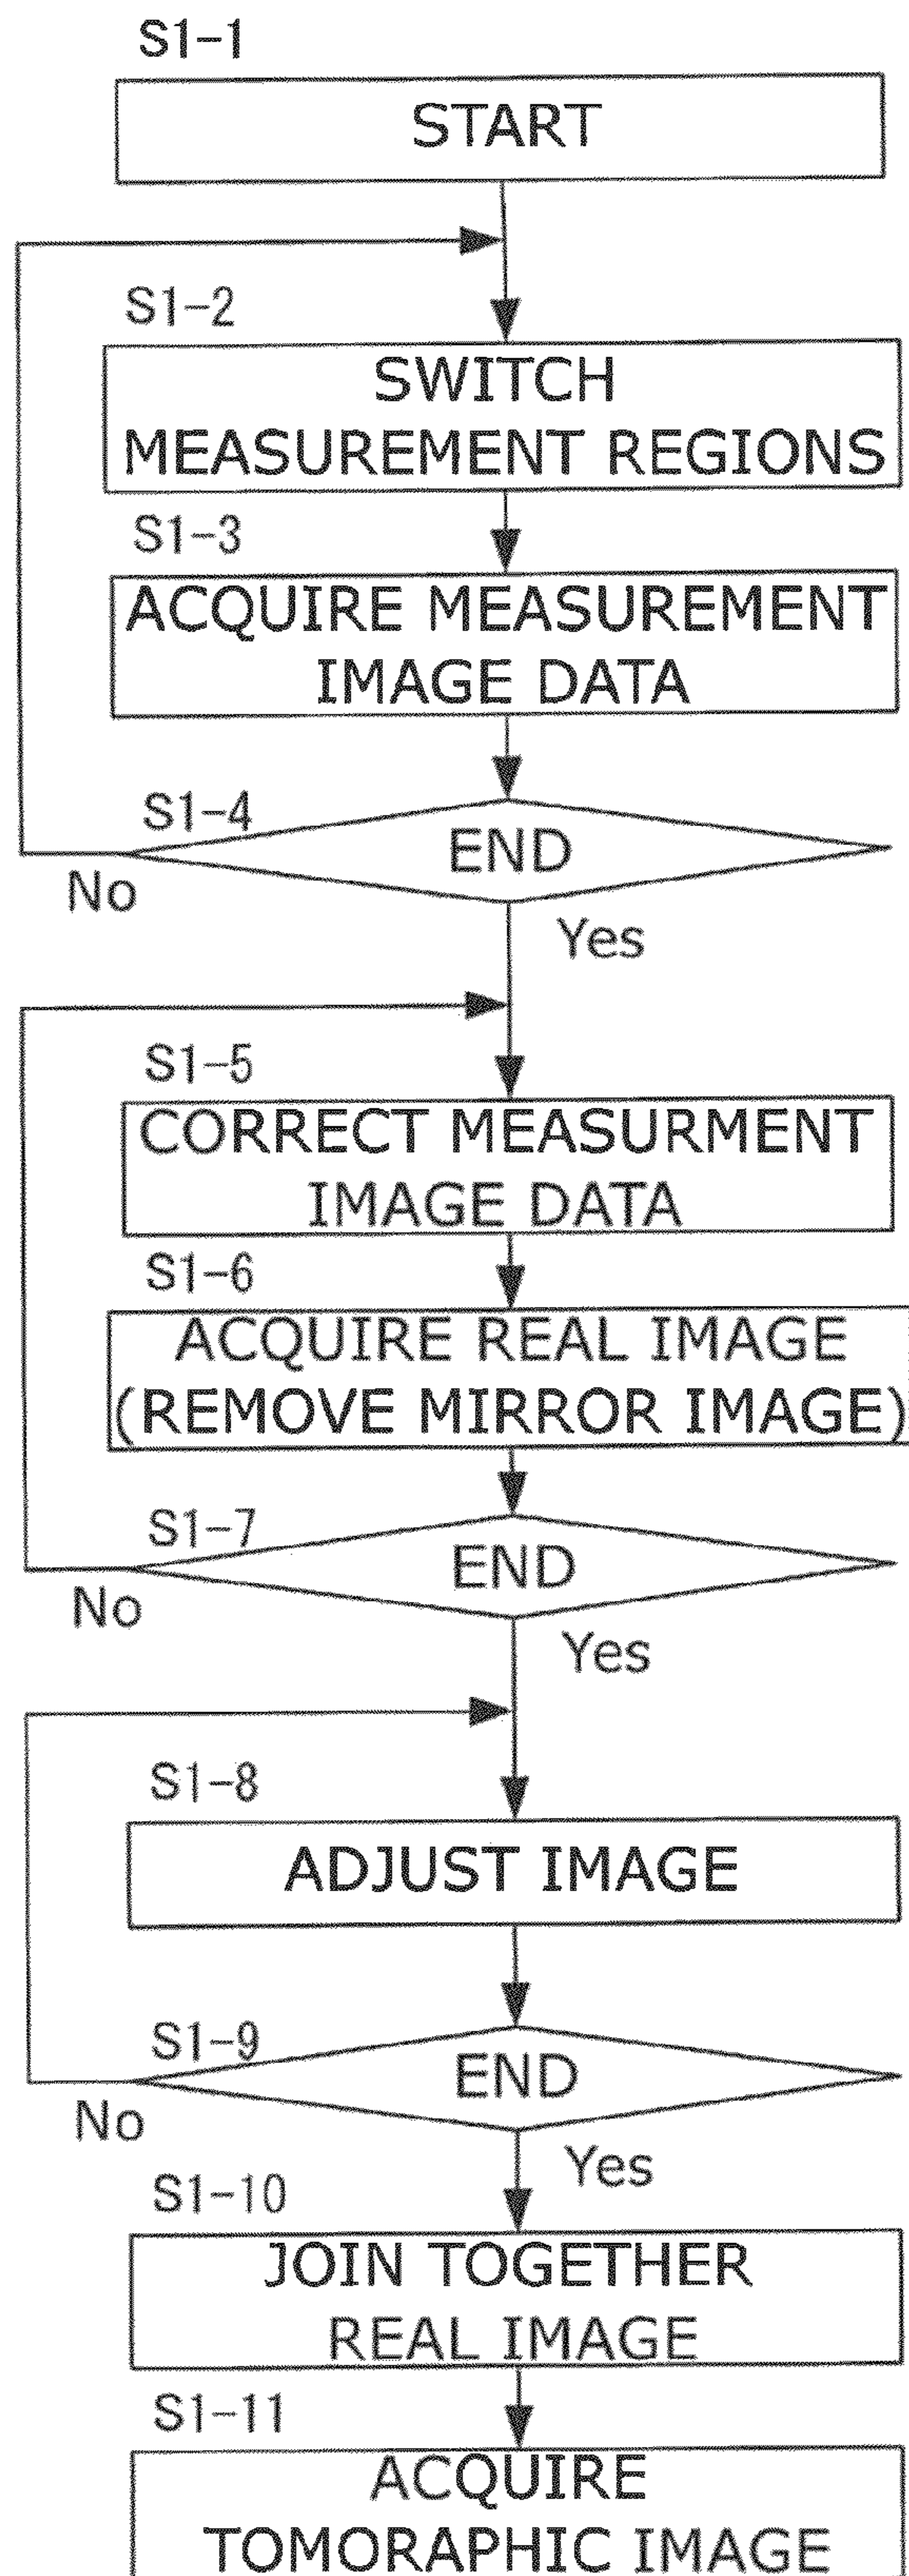 S1-1
START
S1-2
SWITCH
MEASUREMENT REGIONS
S1-3
ACQUIRE MEASUREMENT
IMAGE DATA
S1-4
END
No
Yes
S1-5
CORRECT MEASURMENT
IMAGE DATA
S1-6
ACQUIRE REAL IMAGE
(REMOVE MIRROR IMAGE)
S1-7
END
No
Yes
S1-8
ADJUST IMAGE
S1-9
END
No
Yes
S1-10
JOIN TOGETHER
REAL IMAGE
S1-11
ACQUIRE
TOMORAPHIC IMAGE